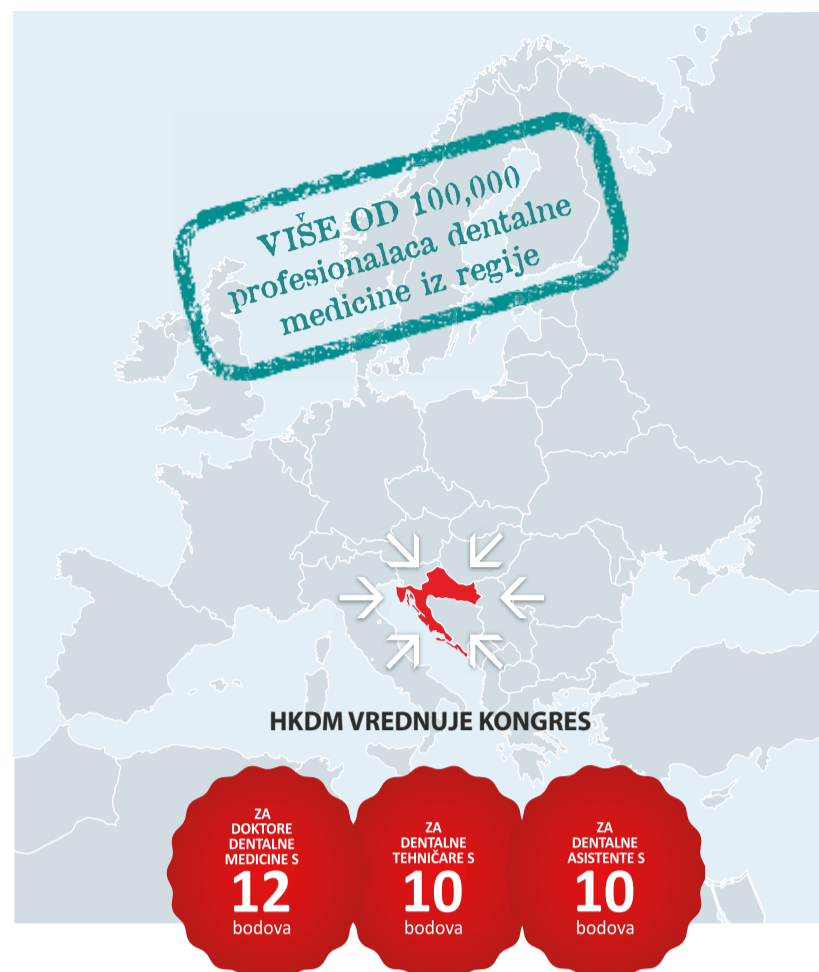 VIŠE OD 100,000
profesionalaca dentalne
medicine iz regije
HKDM VREDNUJE KONGRES
ZA
DOKTORE
DENTALNE
MEDICINE S
12
bodova
ZA
DENTALNE
TEHNIČARE S
10
bodova
ZA
DENTALNE
ASISTENTE S
10
bodova